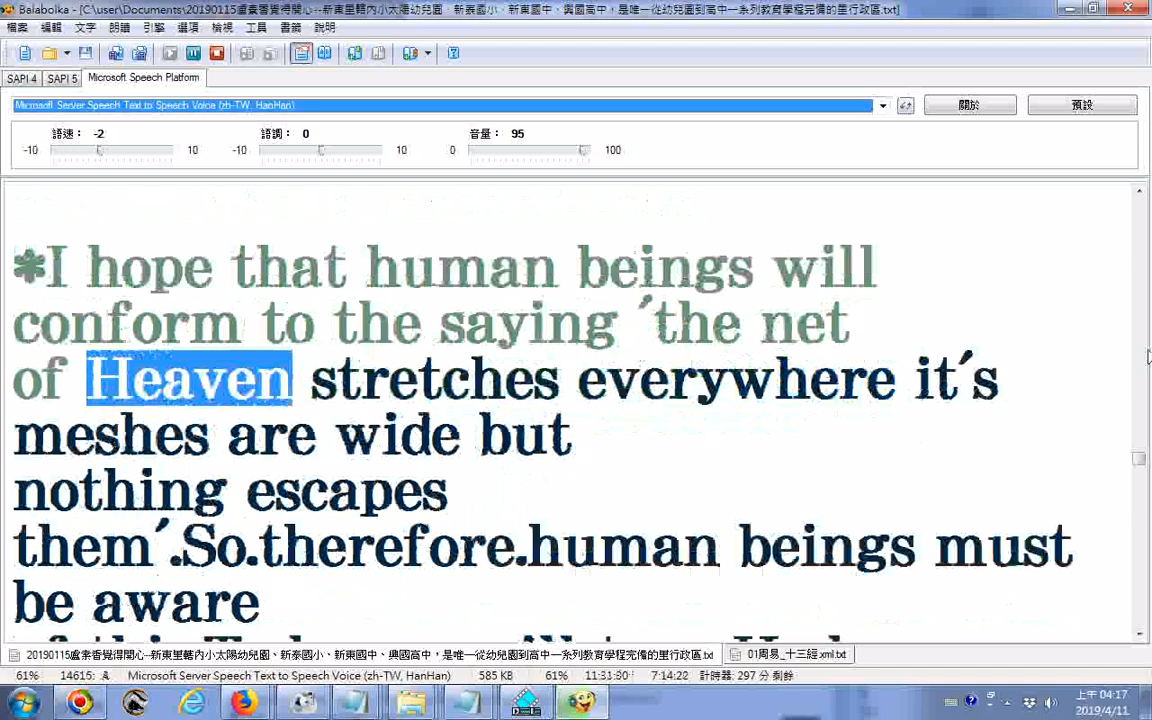 Balabolka - [C:\user\Documents\20190115盧素香覺得開心--新東里轄內小太陽幼兒園、新泰國小、新東國中、興國高中，是唯一從幼兒園到高中一系列教育學程完備的里行政區.txt]
檔案 編輯 文字 朗讀 引擎 選項 檢視 工具 書籤 說明
SAPI 4 SAPI 5 Microsoft Speech Platform
Microsoft Server Speech Text to Speech Voice (zh-TW, HanHan)
關於 預設
語速： -2 語調： 0 音量： 95
-10 10 -10 10 0 100
*I hope that human beings will
conform to the saying ´the net
of Heaven stretches everywhere it´s
meshes are wide but
nothing escapes
them´.So.therefore.human beings must
be aware
20190115盧素香覺得開心--新東里轄內小太陽幼兒園、新泰國小、新東國中、興國高中，是唯一從幼兒園到高中一系列教育學程完備的里行政區.txt 01周易_十三經.xml.txt
61% 14615: Microsoft Server Speech Text to Speech Voice (zh-TW, HanHan) 585 KB 61% 11:31:30 7:14:22 計時器: 297 分 剩餘
上午 04:17
2019/4/11